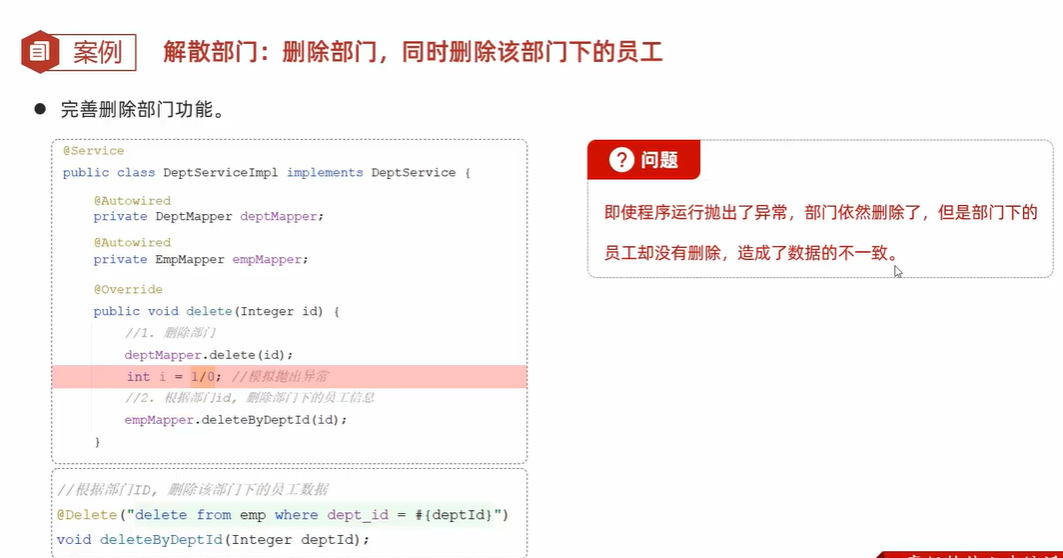 案例
解散部门：删除部门，同时删除该部门下的员工
● 完善删除部门功能。
@Service
public class DeptServiceImpl implements DeptService {
@Autowired
private DeptMapper deptMapper;
@Autowired
private EmpMapper empMapper;
@Override
public void delete(Integer id) {
//1. 删除部门
deptMapper.delete(id);
int i = 1/0; //模拟抛出异常
//2. 根据部门id, 删除部门下的员工信息
empMapper.deleteByDeptId(id);
}
//根据部门ID, 删除该部门下的员工数据
@Delete("delete from emp where dept_id = #{deptId}")
void deleteByDeptId(Integer deptId);
? 问题
即使程序运行抛出了异常，部门依然删除了，但是部门下的
员工却没有删除，造成了数据的不一致。